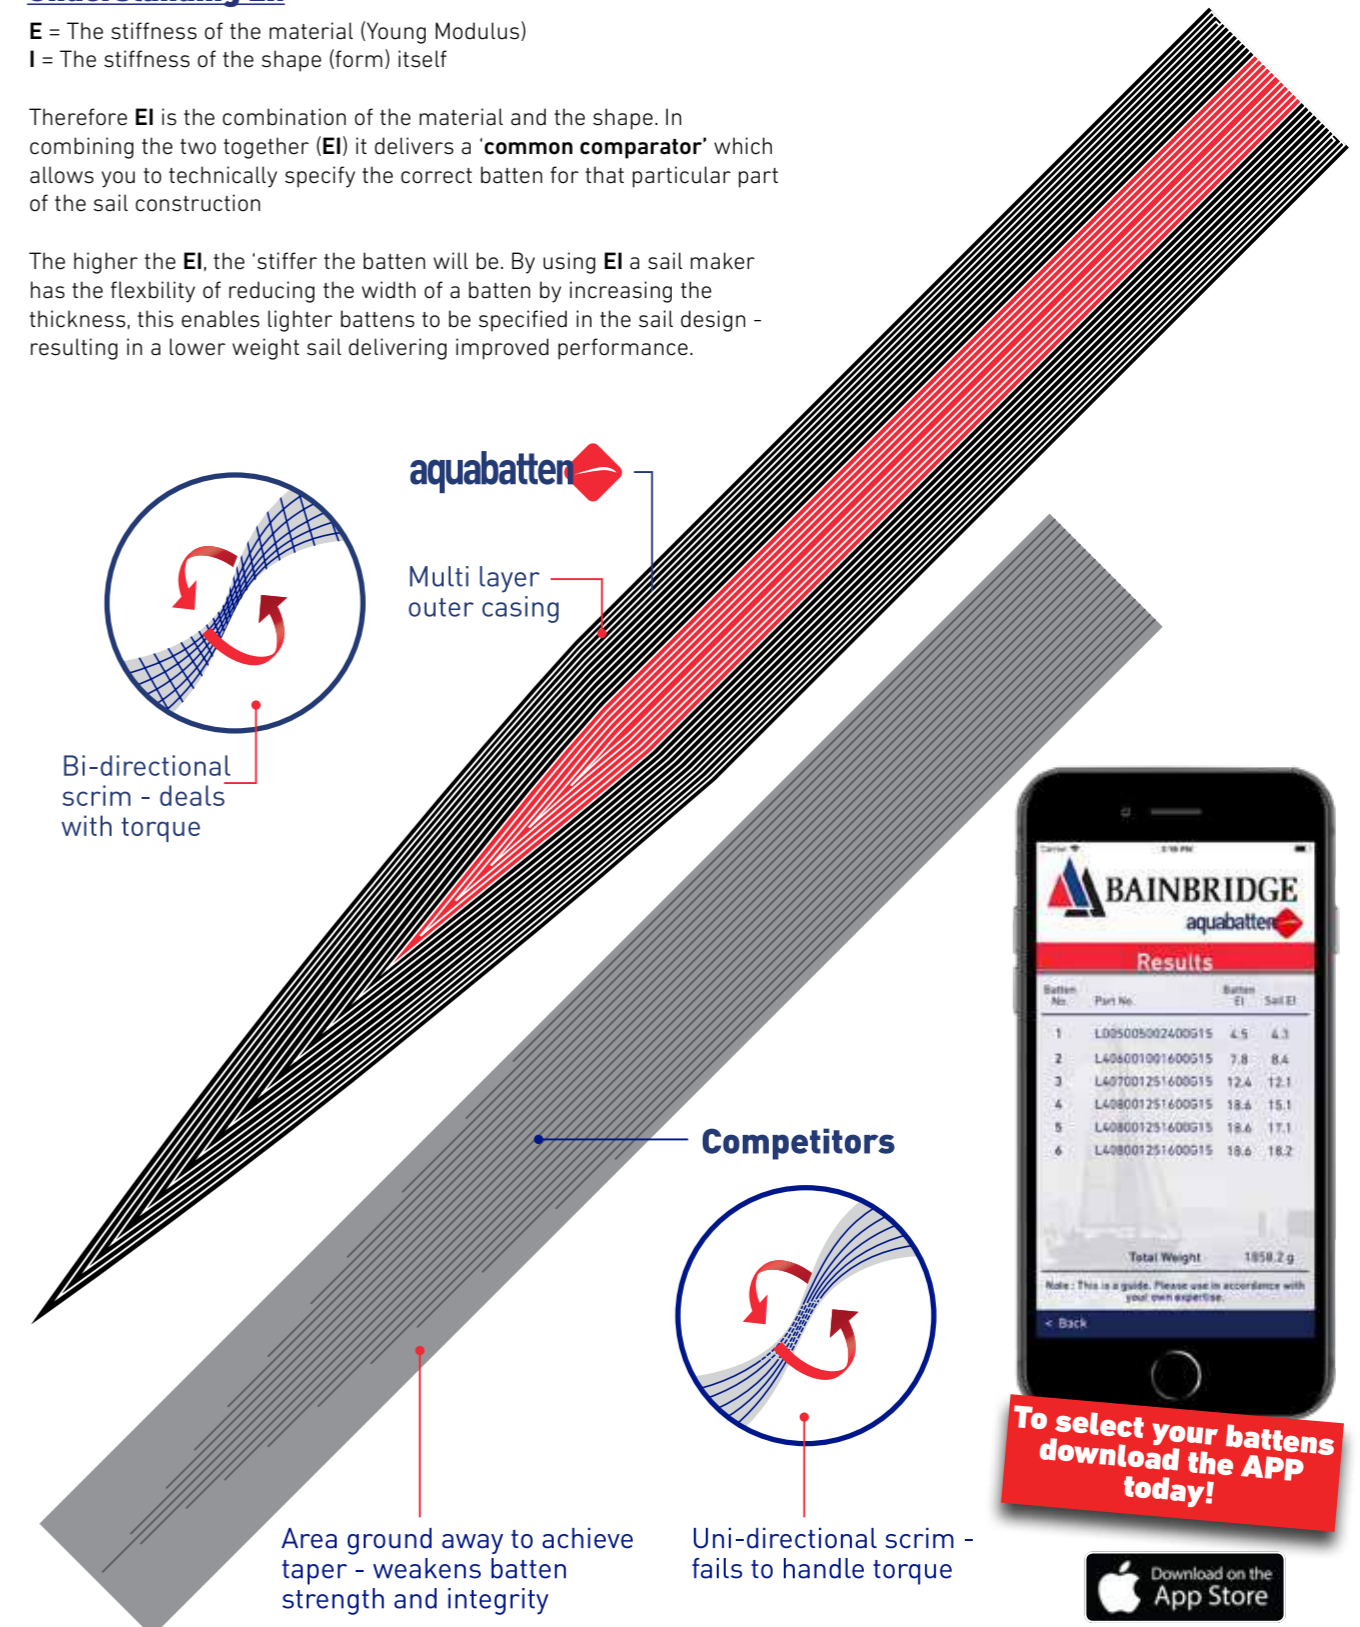 Understanding EI:
E = The stiffness of the material (Young Modulus)
I = The stiffness of the shape (form) itself
Therefore EI is the combination of the material and the shape. In
combining the two together (EI) it delivers a ‘common comparator’ which
allows you to technically specify the correct batten for that particular part
of the sail construction
The higher the EI, the ‘stiffer the batten will be. By using EI a sail maker
has the flexbility of reducing the width of a batten by increasing the
thickness, this enables lighter battens to be specified in the sail design -
resulting in a lower weight sail delivering improved performance.
aquabatten
Multi layer
outer casing
Bi-directional
scrim - deals
with torque
Competitors
Area ground away to achieve
taper - weakens batten
strength and integrity
Uni-directional scrim -
fails to handle torque
Carrier
BAINBRIDGE
aquabatten
Results
Batten No. Part No. Batten EI Sail EI
1 L005005002400G15 4.5 4.3
2 L406001001600G15 7.8 8.4
3 L407001251600G15 12.4 12.1
4 L408001251600G15 18.6 15.1
5 L408001251600G15 18.6 17.1
6 L408001251600G15 18.6 18.2
Total Weight 1858.2 g
Note : This is a guide. Please use in accordance with
your own expertise.
< Back
To select your battens
download the APP
today!
Download on the
App Store